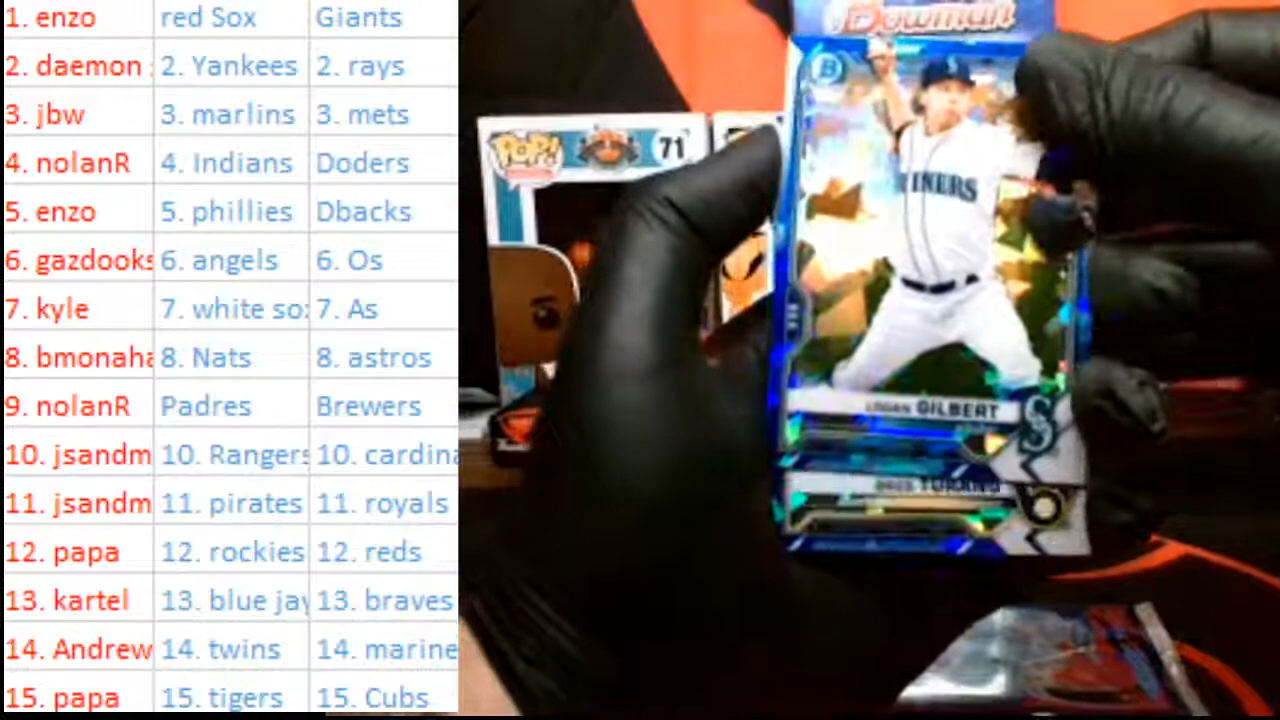 1. enzo red Sox Giants
2. daemon 2. Yankees 2. rays
3. jbw 3. marlins 3. mets
4. nolanR 4. Indians Doders
5. enzo 5. phillies Dbacks
6. gazdooks 6. angels 6. Os
7. kyle 7. white so 7. As
8. bmonaha 8. Nats 8. astros
9. nolanR Padres Brewers
10. jsandm 10. Rangers 10. cardina
11. jsandm 11. pirates 11. royals
12. papa 12. rockies 12. reds
13. kartel 13. blue jay 13. braves
14. Andrew 14. twins 14. marine
15. papa 15. tigers 15. Cubs
Bowman
B
S
POP!
71
INERS
LOGAN GILBERT
S
TURANG